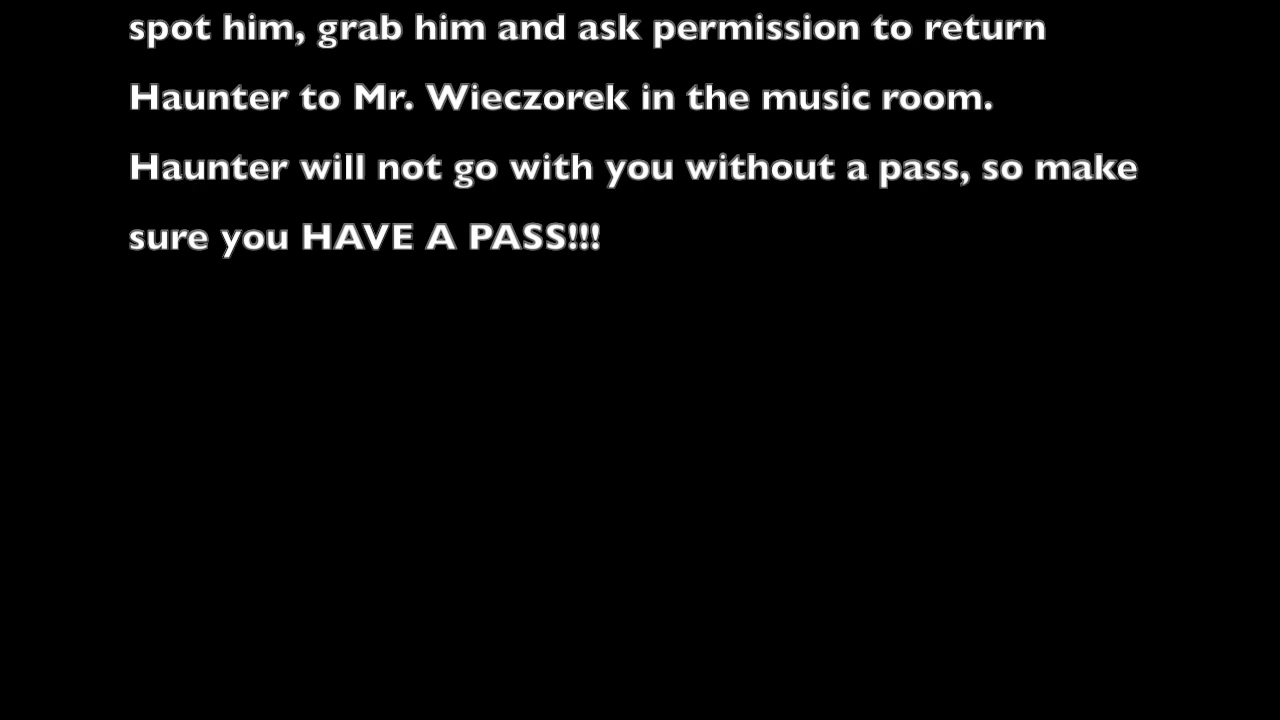 spot him, grab him and ask permission to return
Haunter to Mr. Wieczorek in the music room.
Haunter will not go with you without a pass, so make
sure you HAVE A PASS!!!